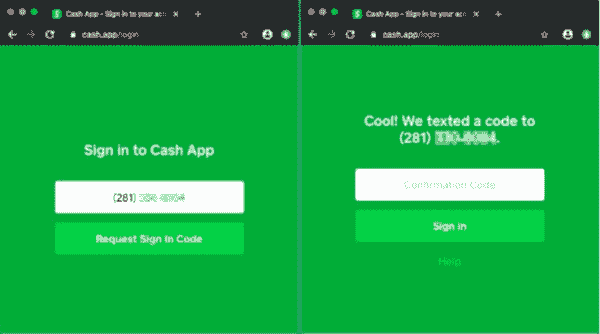 Cash App - Sign in to your
cash.app/login
Sign in to Cash App
(281)
Request Sign In Code
Cash App - Sign in to your
cash.app/login
Cool! We texted a code to
(281)
Confirmation Code
Sign in
Help